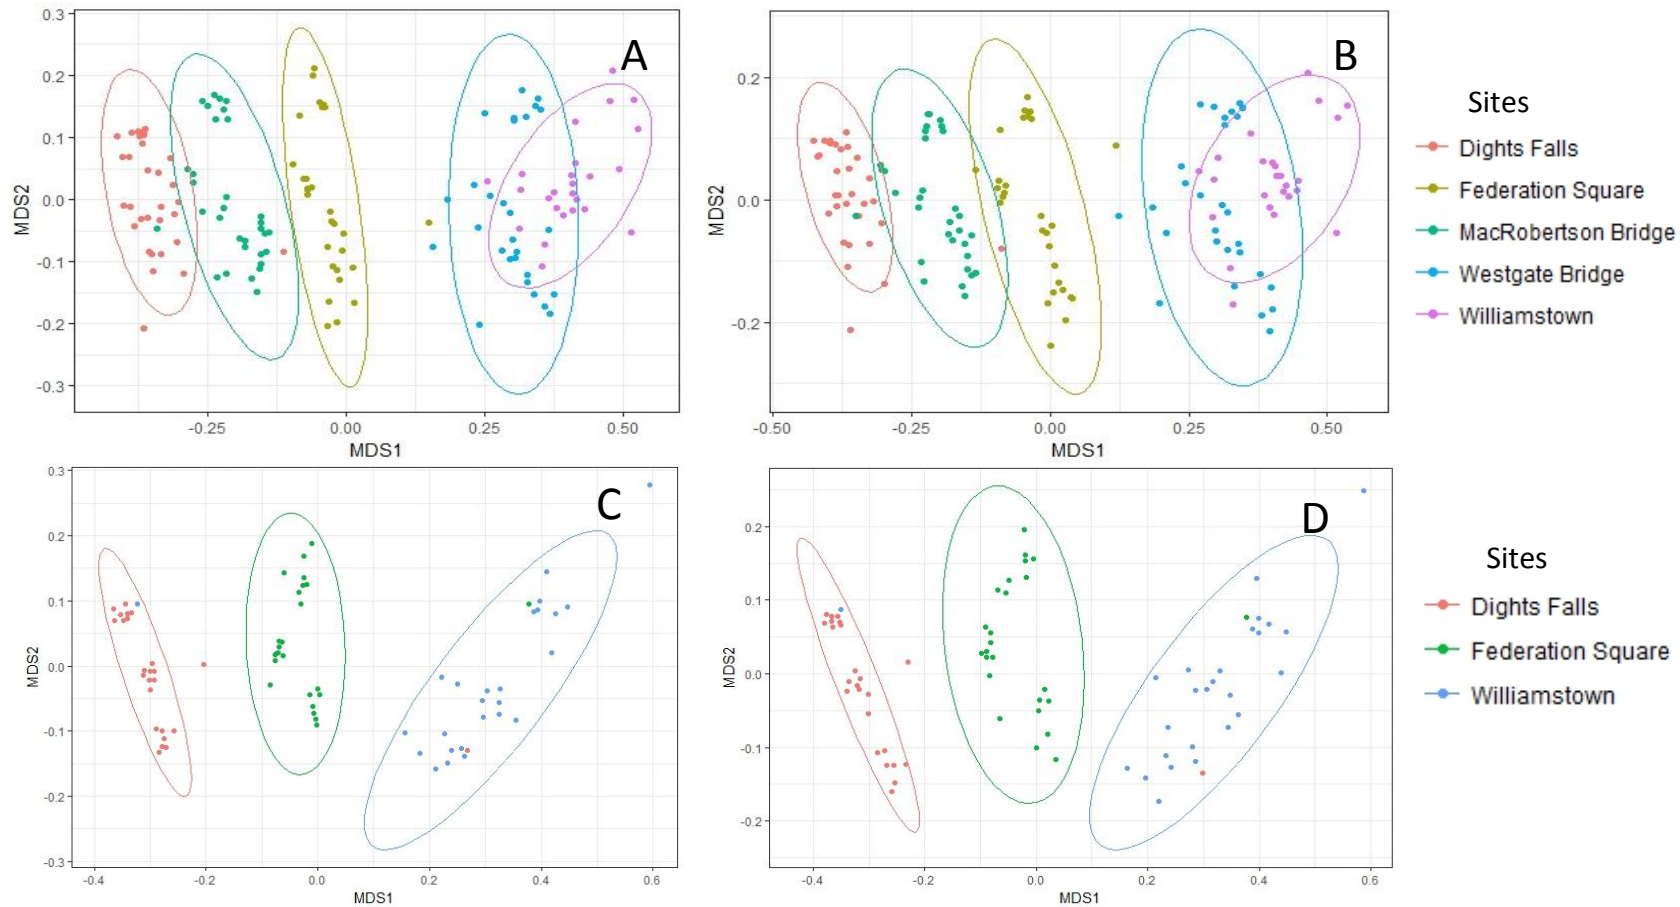 0.3
0.2
0.1
0.0
-0.1
-0.2
-0.3
MDS2
A
-0.25 0.00 0.25 0.50
MDS1
0.2
0.0
-0.2
MDS2
B
-0.50 -0.25 0.00 0.25 0.50
MDS1
Sites
Dights Falls
Federation Square
MacRobertson Bridge
Westgate Bridge
Williamstown
0.3
0.2
0.1
0.0
-0.1
-0.2
-0.3
MDS2
C
-0.4 -0.2 0.0 0.2 0.4 0.6
MDS1
0.2
0.1
0.0
-0.1
-0.2
MDS2
D
-0.4 -0.2 0.0 0.2 0.4 0.6
MDS1
Sites
Dights Falls
Federation Square
Williamstown